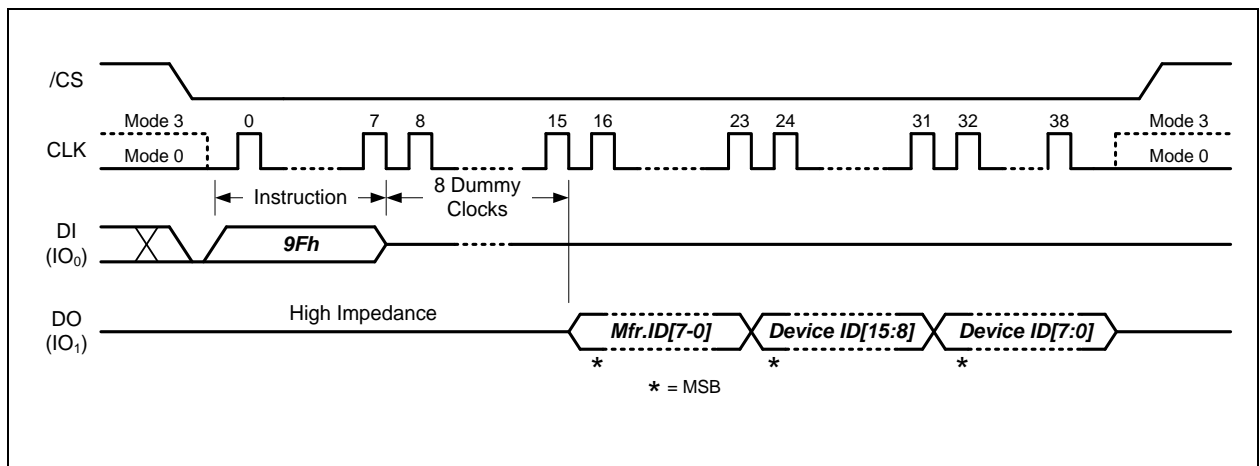 /CS
Mode 3 0 7 8 15 16 23 24 31 32 38 Mode 3
CLK
Mode 0 Mode 0
Instruction
8 Dummy
Clocks
DI
(IO0)
9Fh
High Impedance
DO
(IO1)
Mfr.ID[7-0] Device ID[15:8] Device ID[7:0]
* * *
* = MSB